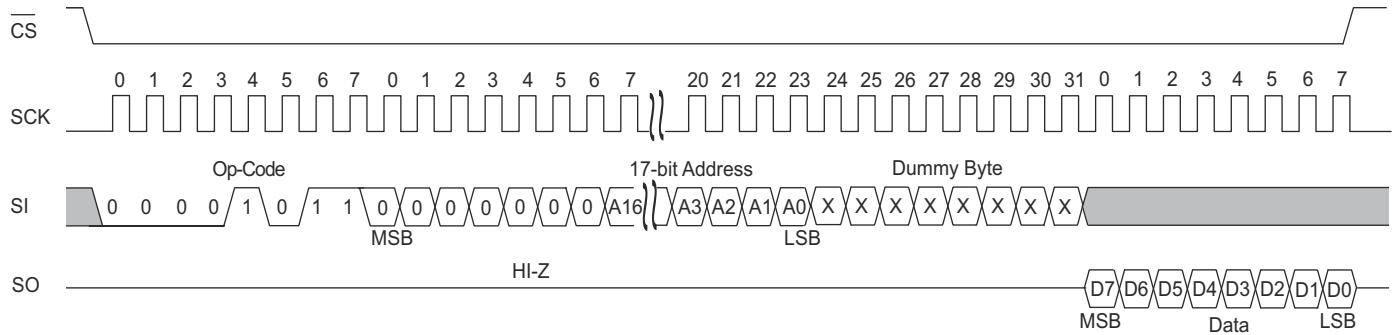 CS
0 1 2 3 4 5 6 7 0 1 2 3 4 5 6 7 20 21 22 23 24 25 26 27 28 29 30 31 0 1 2 3 4 5 6 7
SCK
Op-Code 17-bit Address Dummy Byte
SI 0 0 0 0 1 0 1 1 0 0 0 0 0 0 0 A16 A3 A2 A1 A0 X X X X X X X X
MSB LSB
HI-Z
SO D7 D6 D5 D4 D3 D2 D1 D0
MSB Data LSB